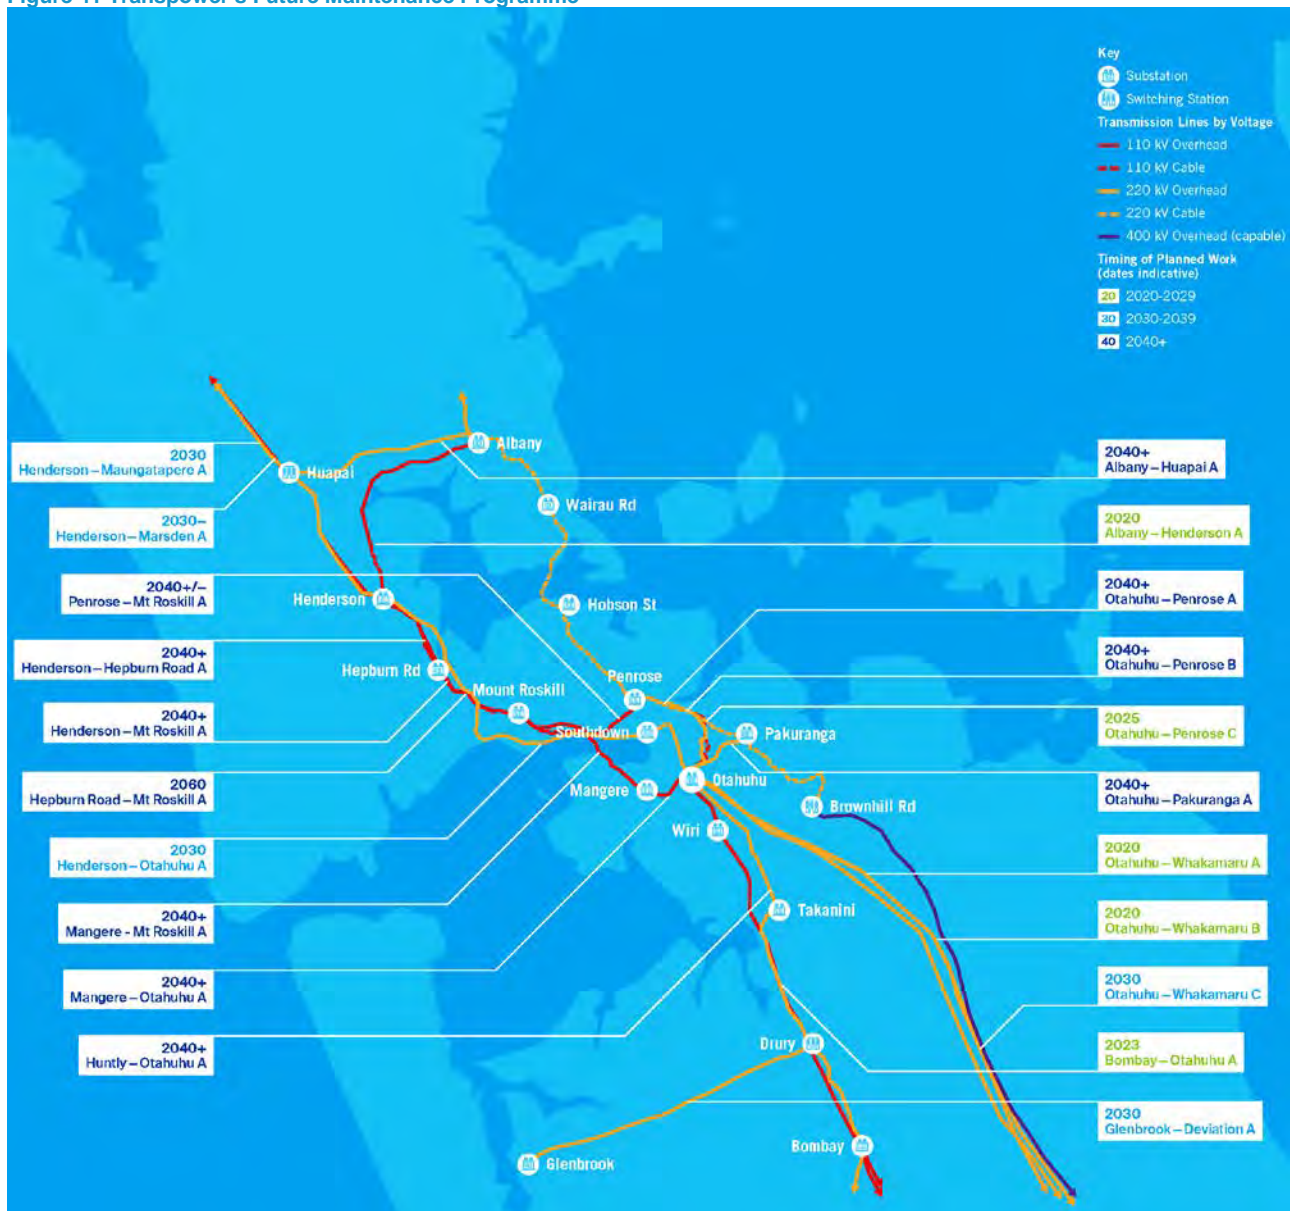 Figure 4: Transpower's Future Maintenance Programme
Key
Substation
Switching Station
Transmission Lines by Voltage
110 kV Overhead
110 kV Cable
220 kV Overhead
220 kV Cable
400 kV Overhead (capable)
Timing of Planned Work
(dates indicative)
20 2020-2029
30 2030-2039
40 2040+
2030
Henderson – Maungatapere A
2030–
Henderson – Marsden A
2040+/–
Penrose – Mt Roskill A
2040+
Henderson – Hepburn Road A
2040+
Henderson – Mt Roskill A
2060
Hepburn Road – Mt Roskill A
2030
Henderson – Otahuhu A
2040+
Mangere - Mt Roskill A
2040+
Mangere – Otahuhu A
2040+
Huntly – Otahuhu A
Huapai
Albany
Wairau Rd
Henderson
Hobson St
Hepburn Rd
Penrose
Mount Roskill
Southdown
Pakuranga
Otahuhu
Mangere
Brownhill Rd
Wiri
Takanini
Drury
Bombay
Glenbrook
2040+
Albany – Huapai A
2020
Albany – Henderson A
2040+
Otahuhu – Penrose A
2040+
Otahuhu – Penrose B
2025
Otahuhu – Penrose C
2040+
Otahuhu – Pakuranga A
2020
Otahuhu – Whakamaru A
2020
Otahuhu – Whakamaru B
2030
Otahuhu – Whakamaru C
2023
Bombay – Otahuhu A
2030
Glenbrook – Deviation A